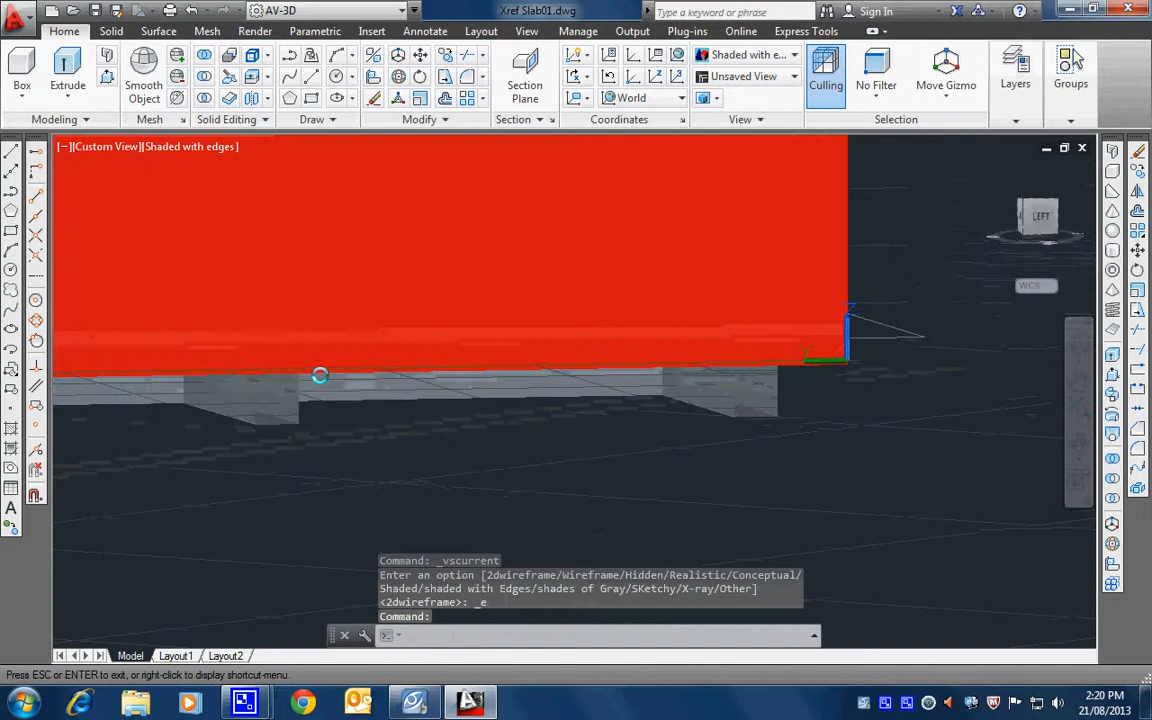 AV-3D
Xref Slab01.dwg
Type a keyword or phrase
Sign In
Home
Solid
Surface
Mesh
Render
Parametric
Insert
Annotate
Layout
View
Manage
Output
Plug-ins
Online
Express Tools
Box
Extrude
Smooth
Object
Section
Plane
Shaded with e...
Unsaved View
World
Culling
No Filter
Move Gizmo
Layers
Groups
Modeling
Mesh
Solid Editing
Draw
Modify
Section
Coordinates
View
Selection
[−][Custom View][Shaded with edges]
LEFT
WCS
Command: _vscurrent
Enter an option [2dwireframe/Wireframe/Hidden/Realistic/Conceptual/
Shaded/shaded with Edges/shades of Gray/SKetchy/X-ray/Other]
<2dwireframe>: _e
Command:
Model
Layout1
Layout2
Press ESC or ENTER to exit, or right-click to display shortcut-menu.
2:20 PM
21/08/2013